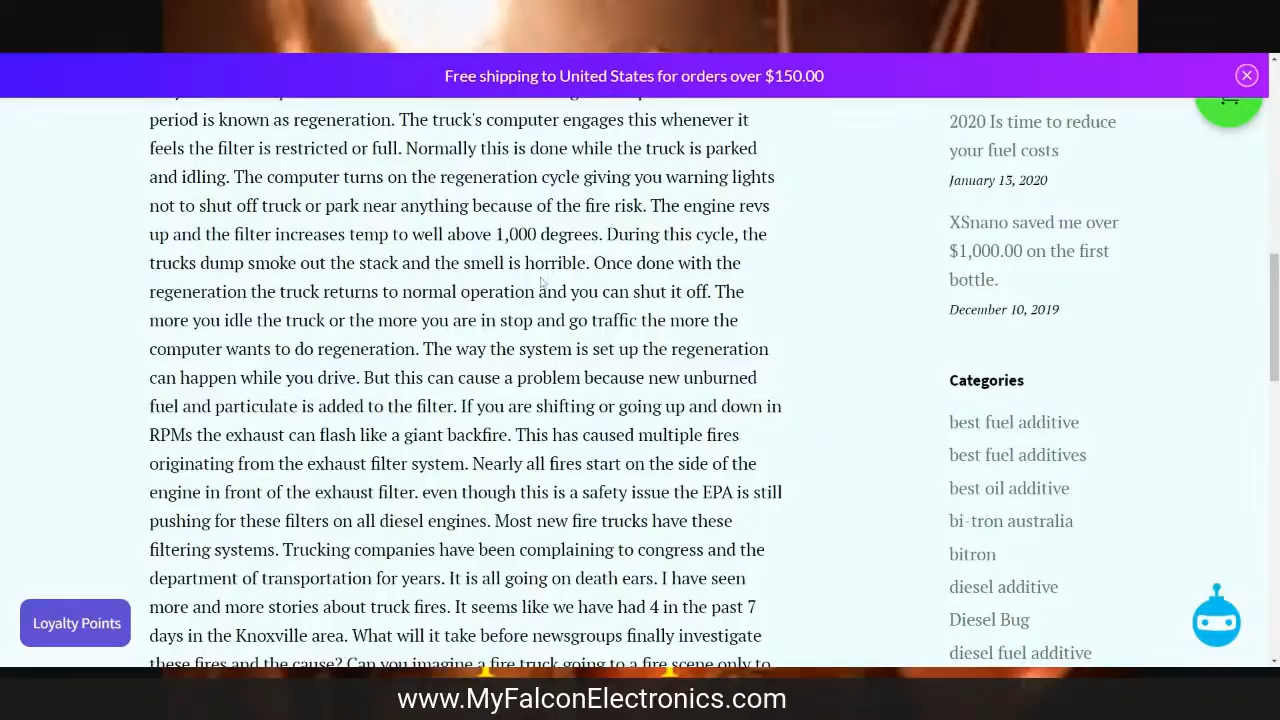 Free shipping to United States for orders over $150.00
period is known as regeneration. The truck's computer engages this whenever it
feels the filter is restricted or full. Normally this is done while the truck is parked
and idling. The computer turns on the regeneration cycle giving you warning lights
not to shut off truck or park near anything because of the fire risk. The engine revs
up and the filter increases temp to well above 1,000 degrees. During this cycle, the
trucks dump smoke out the stack and the smell is horrible. Once done with the
regeneration the truck returns to normal operation and you can shut it off. The
more you idle the truck or the more you are in stop and go traffic the more the
computer wants to do regeneration. The way the system is set up the regeneration
can happen while you drive. But this can cause a problem because new unburned
fuel and particulate is added to the filter. If you are shifting or going up and down in
RPMs the exhaust can flash like a giant backfire. This has caused multiple fires
originating from the exhaust filter system. Nearly all fires start on the side of the
engine in front of the exhaust filter. even though this is a safety issue the EPA is still
pushing for these filters on all diesel engines. Most new fire trucks have these
filtering systems. Trucking companies have been complaining to congress and the
department of transportation for years. It is all going on death ears. I have seen
more and more stories about truck fires. It seems like we have had 4 in the past 7
days in the Knoxville area. What will it take before newsgroups finally investigate
these fires and the cause? Can you imagine a fire truck going to a fire scene only to
2020 Is time to reduce
your fuel costs
January 13, 2020
XSnano saved me over
$1,000.00 on the first
bottle.
December 10, 2019
Categories
best fuel additive
best fuel additives
best oil additive
bi-tron australia
bitron
diesel additive
Diesel Bug
diesel fuel additive
Loyalty Points
www.MyFalconElectronics.com